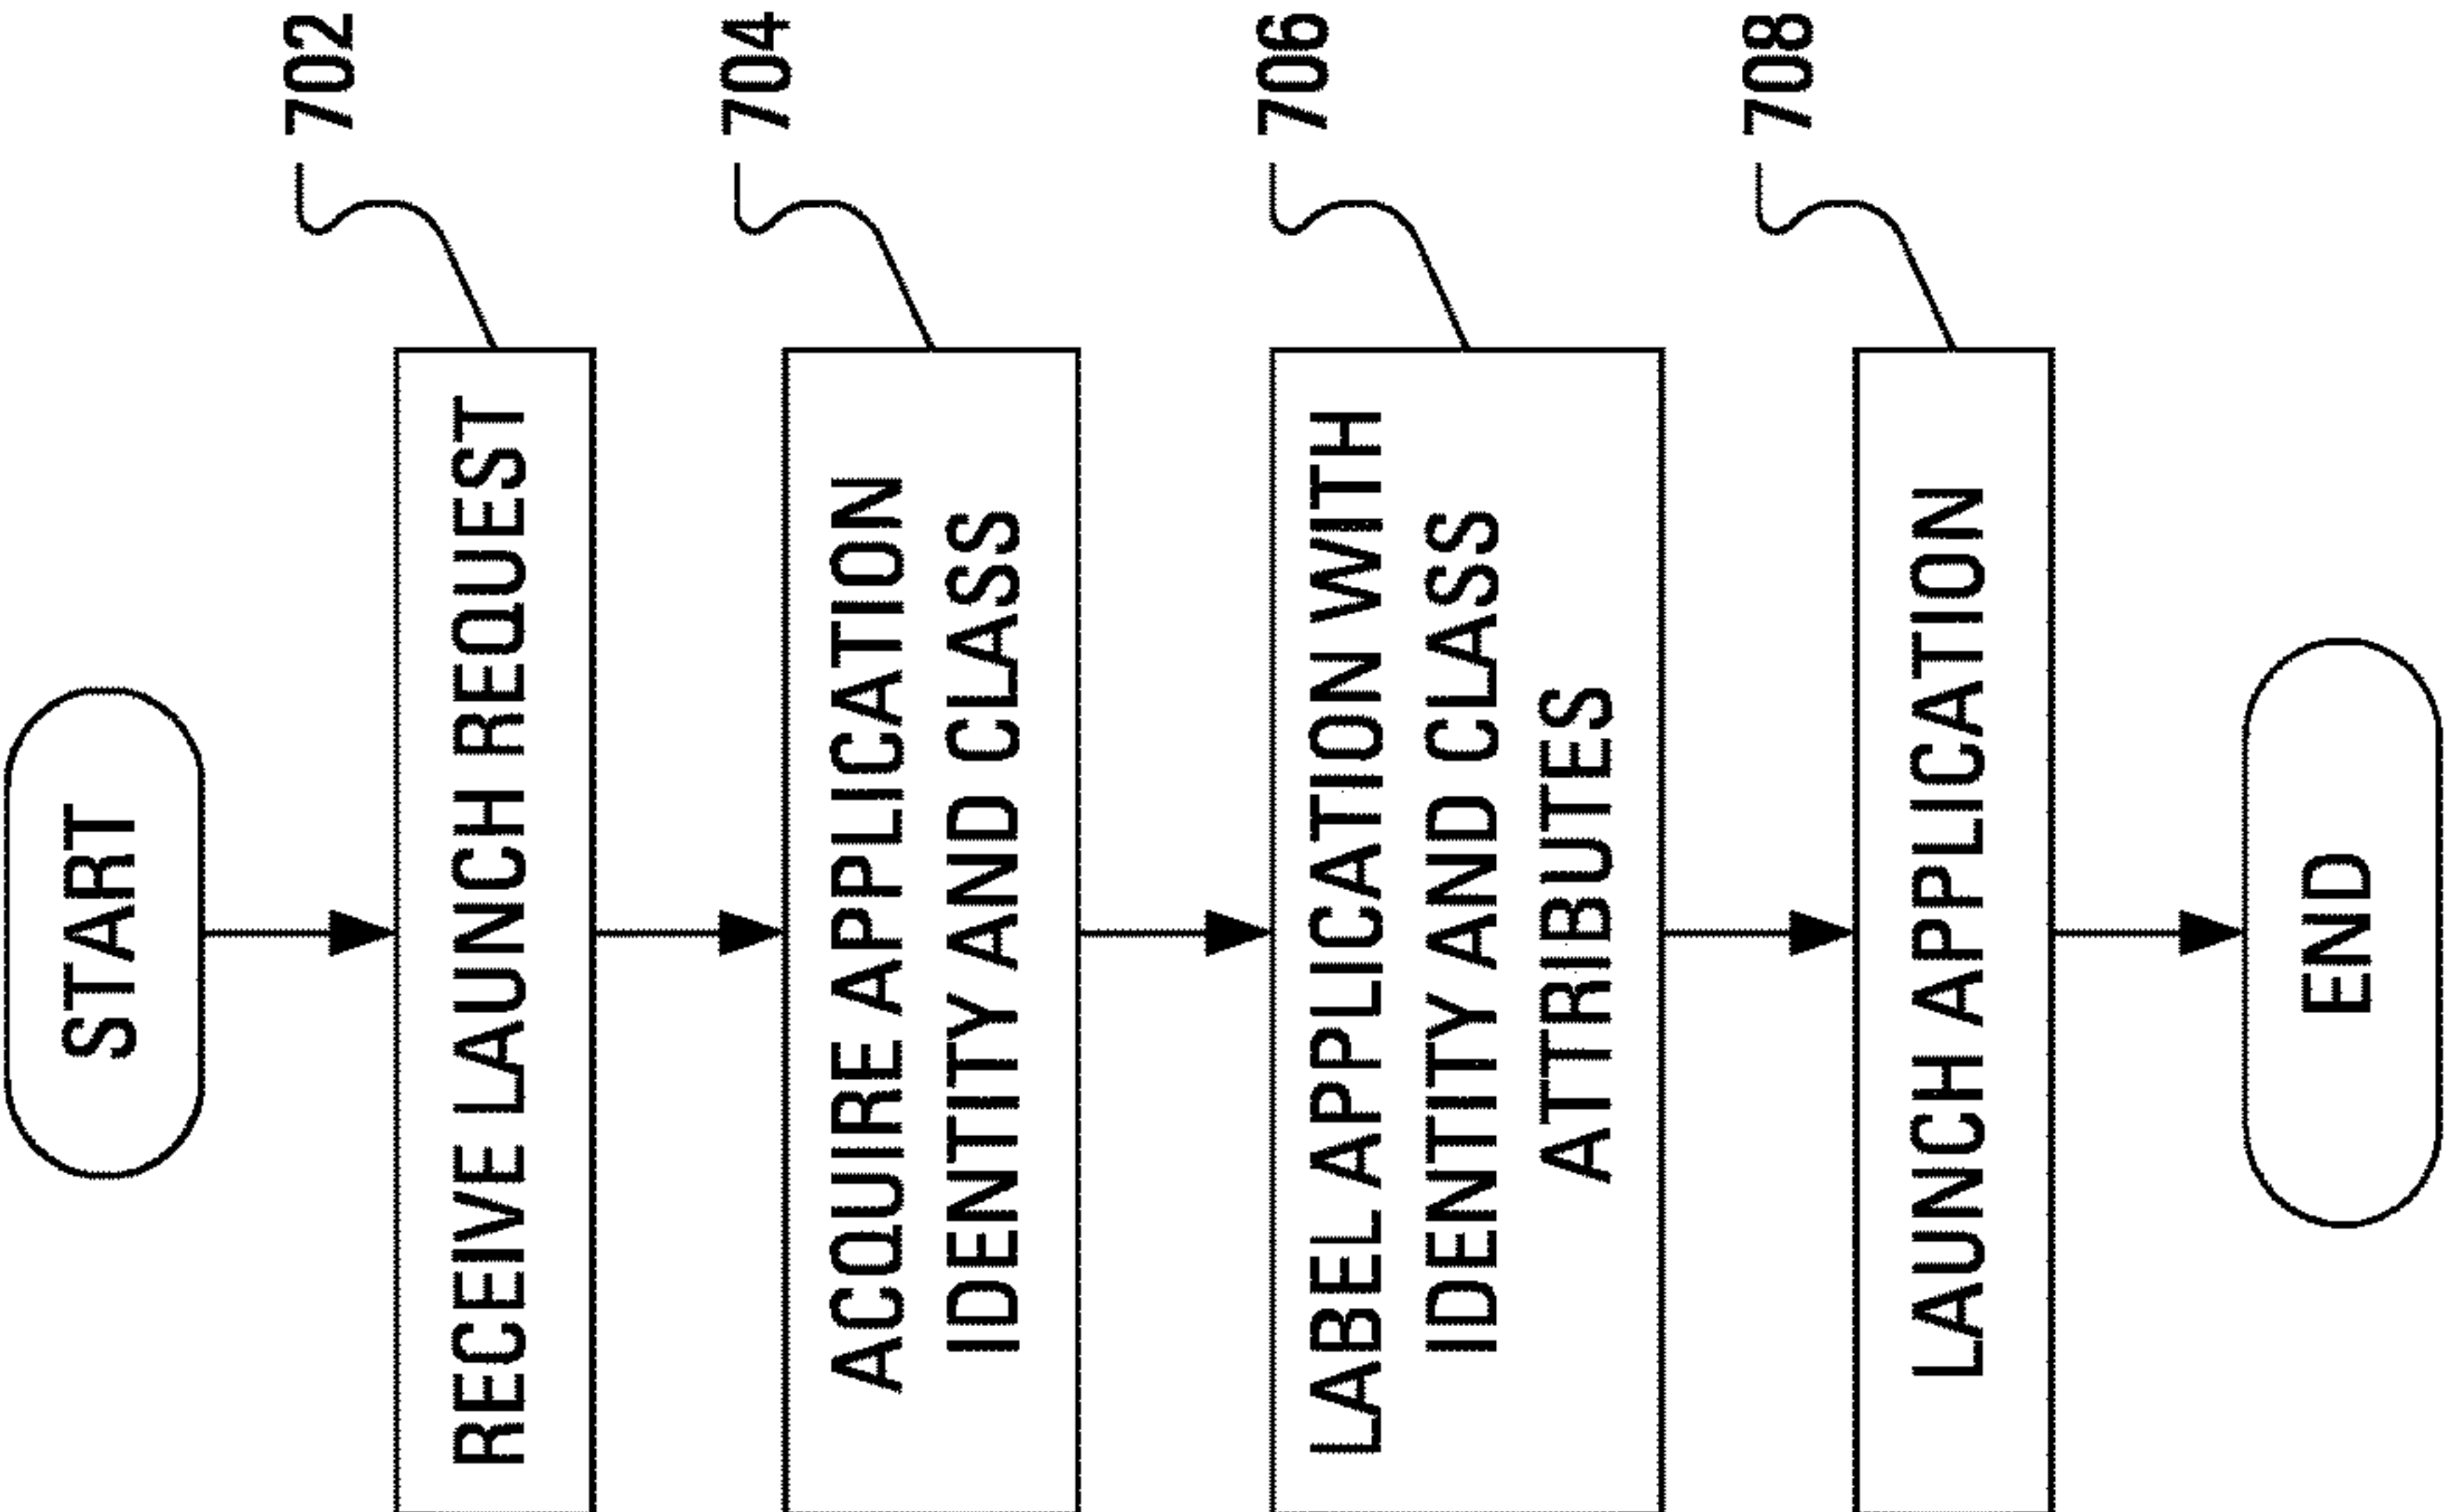 START
702
RECEIVE LAUNCH REQUEST
704
ACQUIRE APPLICATION
IDENTITY AND CLASS
706
LABEL APPLICATION WITH
IDENTITY AND CLASS
ATTRIBUTES
708
LAUNCH APPLICATION
END